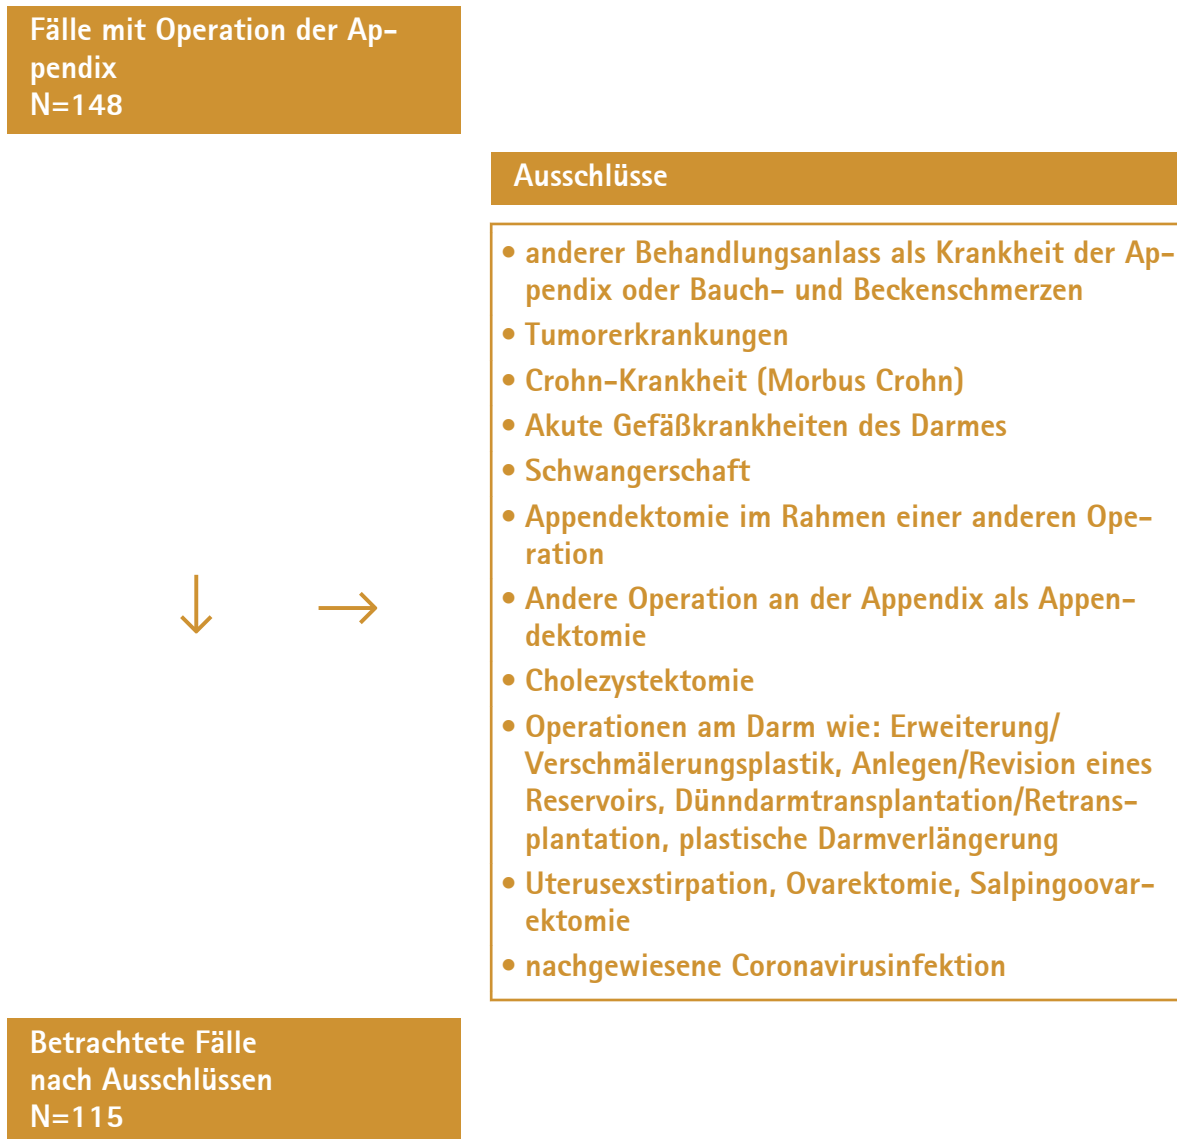 Fälle mit Operation der Ap-
pendix
N=148
Ausschlüsse
• anderer Behandlungsanlass als Krankheit der Ap-
pendix oder Bauch- und Beckenschmerzen
• Tumorerkrankungen
• Crohn-Krankheit (Morbus Crohn)
• Akute Gefäßkrankheiten des Darmes
• Schwangerschaft
• Appendektomie im Rahmen einer anderen Ope-
ration
• Andere Operation an der Appendix als Appen-
dektomie
• Cholezystektomie
• Operationen am Darm wie: Erweiterung/
Verschmälerungsplastik, Anlegen/Revision eines
Reservoirs, Dünndarmtransplantation/Retrans-
plantation, plastische Darmverlängerung
• Uterusexstirpation, Ovarektomie, Salpingoovar-
ektomie
• nachgewiesene Coronavirusinfektion
Betrachtete Fälle
nach Ausschlüssen
N=115